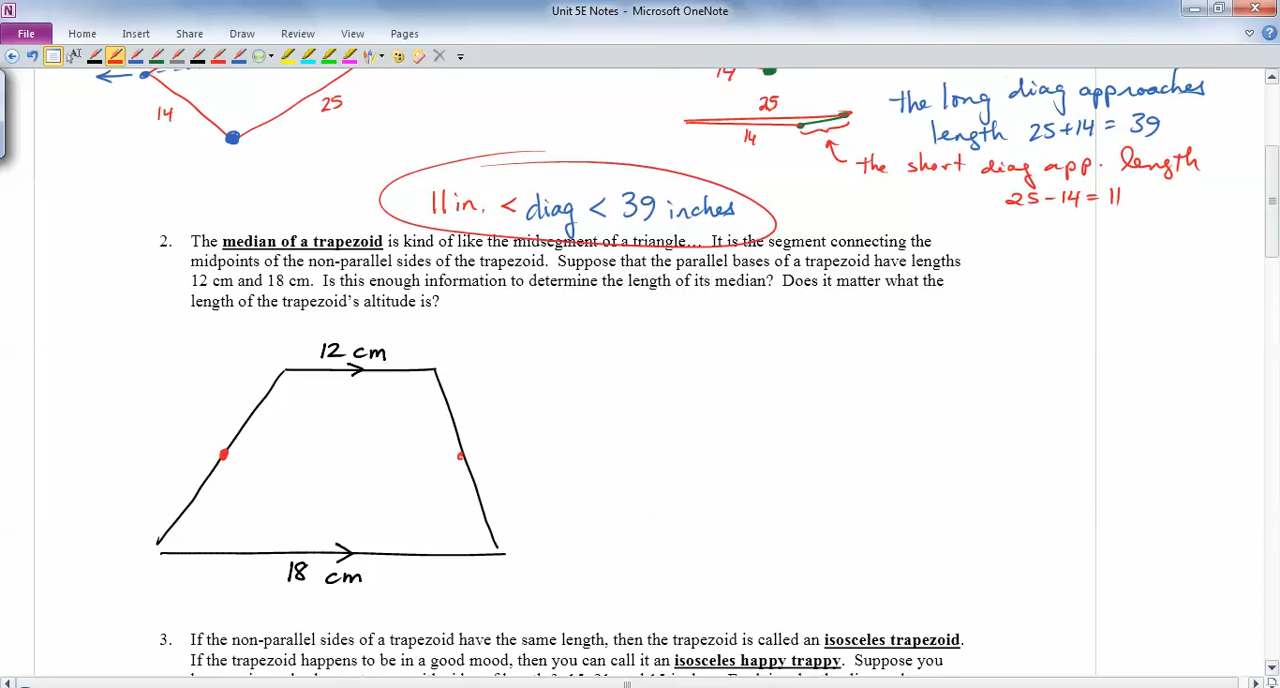 Unit 5E Notes - Microsoft OneNote
File Home Insert Share Draw Review View Pages
14
25
14
25
14
the long diag approaches
length 25+14 = 39
the short diag app. length
25-14 = 11
11 in. < diag < 39 inches
2. The median of a trapezoid is kind of like the midsegment of a triangle... It is the segment connecting the
midpoints of the non-parallel sides of the trapezoid. Suppose that the parallel bases of a trapezoid have lengths
12 cm and 18 cm. Is this enough information to determine the length of its median? Does it matter what the
length of the trapezoid's altitude is?
12 cm
18 cm
3. If the non-parallel sides of a trapezoid have the same length, then the trapezoid is called an isosceles trapezoid.
If the trapezoid happens to be in a good mood, then you can call it an isosceles happy trappy. Suppose you